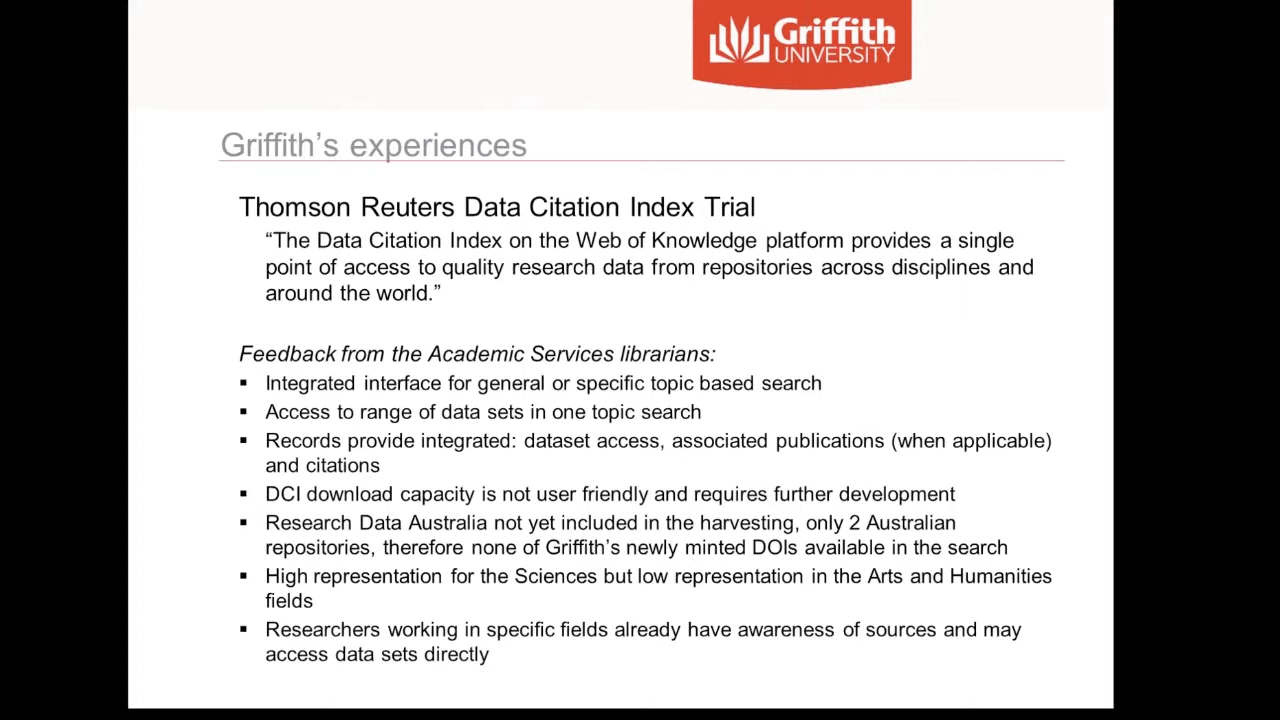 Griffith
UNIVERSITY
Griffith’s experiences
Thomson Reuters Data Citation Index Trial
“The Data Citation Index on the Web of Knowledge platform provides a single
point of access to quality research data from repositories across disciplines and
around the world.”
Feedback from the Academic Services librarians:
▪ Integrated interface for general or specific topic based search
▪ Access to range of data sets in one topic search
▪ Records provide integrated: dataset access, associated publications (when applicable)
and citations
▪ DCI download capacity is not user friendly and requires further development
▪ Research Data Australia not yet included in the harvesting, only 2 Australian
repositories, therefore none of Griffith’s newly minted DOIs available in the search
▪ High representation for the Sciences but low representation in the Arts and Humanities
fields
▪ Researchers working in specific fields already have awareness of sources and may
access data sets directly